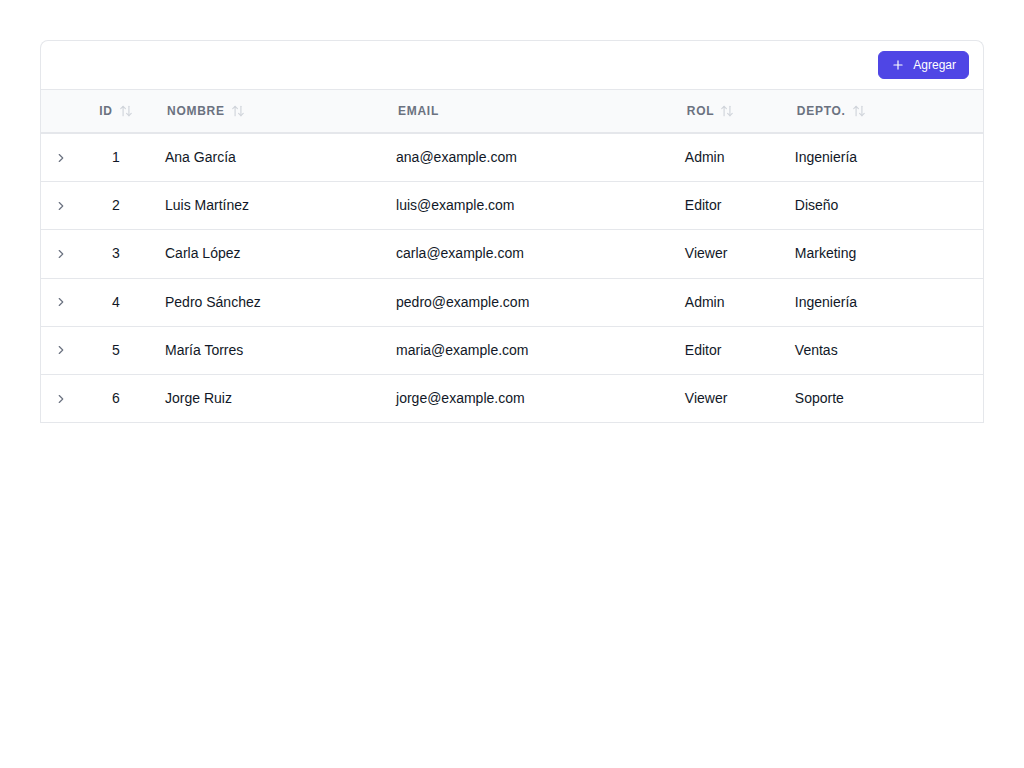 Agregar
ID NOMBRE EMAIL ROL DEPTO.
1 Ana García ana@example.com Admin Ingeniería
2 Luis Martínez luis@example.com Editor Diseño
3 Carla López carla@example.com Viewer Marketing
4 Pedro Sánchez pedro@example.com Admin Ingeniería
5 María Torres maria@example.com Editor Ventas
6 Jorge Ruiz jorge@example.com Viewer Soporte